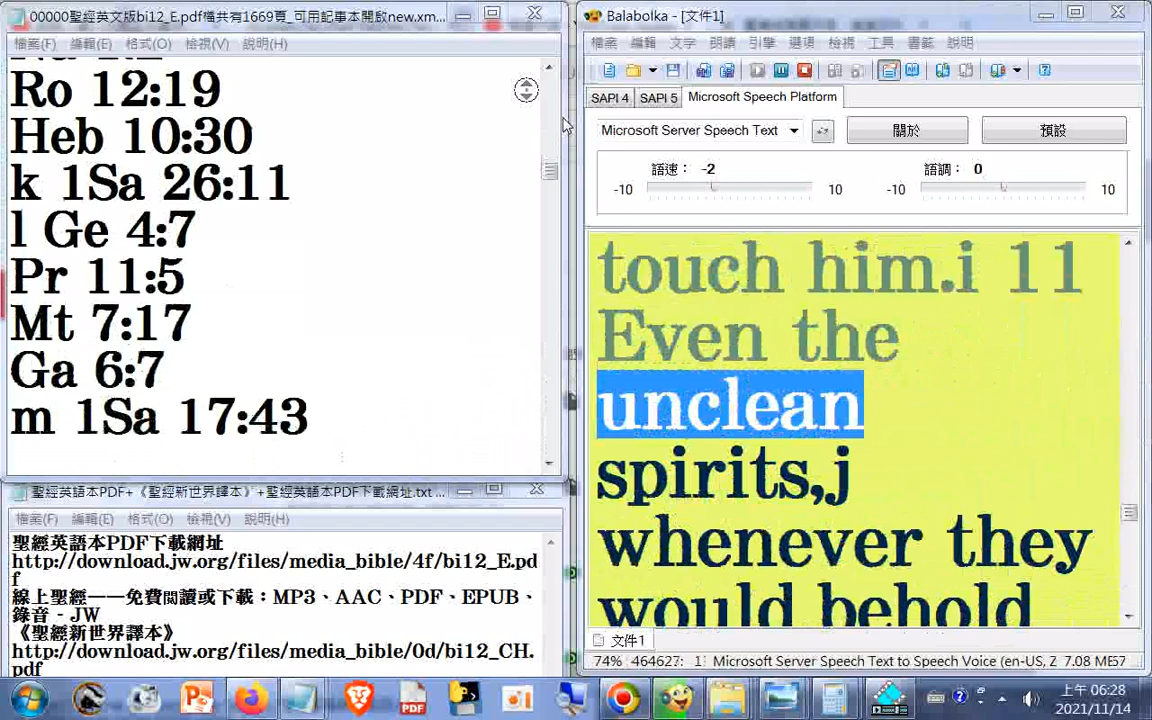 00000聖經英文版bi12_E.pdf檔共有1669頁_可用記事本開啟new.xm...
檔案(F) 編輯(E) 格式(O) 檢視(V) 說明(H)
Ro 12:19
Heb 10:30
k 1Sa 26:11
l Ge 4:7
Pr 11:5
Mt 7:17
Ga 6:7
m 1Sa 17:43
聖經英語本PDF+《聖經新世界譯本》+聖經英語本PDF下載網址.txt ...
檔案(F) 編輯(E) 格式(O) 檢視(V) 說明(H)
聖經英語本PDF下載網址
http://download.jw.org/files/media_bible/4f/bi12_E.pd
f
線上聖經——免費閱讀或下載：MP3、AAC、PDF、EPUB、
錄音 - JW
《聖經新世界譯本》
http://download.jw.org/files/media_bible/0d/bi12_CH.
pdf
Balabolka - [文件1]
檔案 編輯 文字 朗讀 引擎 選項 檢視 工具 書籤 說明
SAPI 4 SAPI 5 Microsoft Speech Platform
Microsoft Server Speech Text 關於 預設
語速： -2 語調： 0
-10 10 -10 10
touch him.i 11
Even the
unclean
spirits,j
whenever they
would behold
文件1
74% 464627: 1 Microsoft Server Speech Text to Speech Voice (en-US, Z 7.08 ME57
上午 06:28
2021/11/14